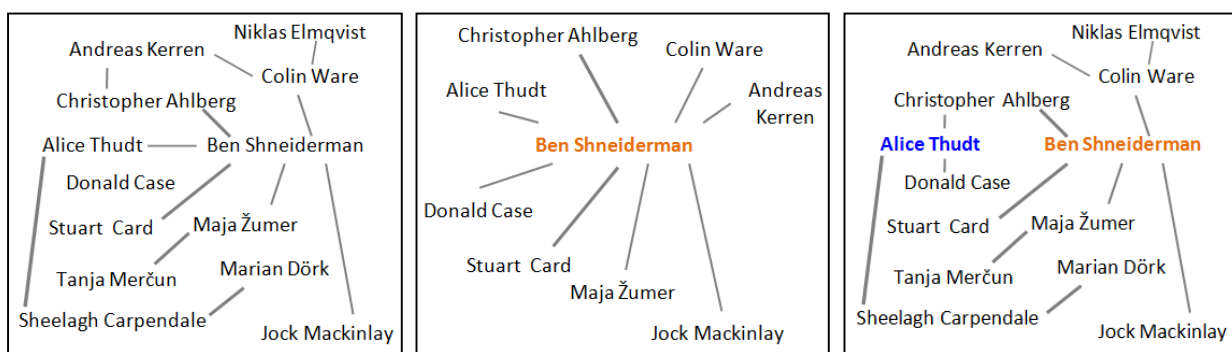 Niklas Elmqvist
Andreas Kerren
Colin Ware
Christopher Ahlberg
Alice Thudt
Ben Shneiderman
Donald Case
Stuart Card
Maja Žumer
Tanja Merčun
Marian Dörk
Sheelagh Carpendale
Jock Mackinlay
Christopher Ahlberg
Colin Ware
Alice Thudt
Andreas
Kerren
Ben Shneiderman
Donald Case
Stuart Card
Maja Žumer
Jock Mackinlay
Niklas Elmqvist
Andreas Kerren
Colin Ware
Christopher Ahlberg
Alice Thudt
Ben Shneiderman
Donald Case
Stuart Card
Maja Žumer
Tanja Merčun
Marian Dörk
Sheelagh Carpendale
Jock Mackinlay